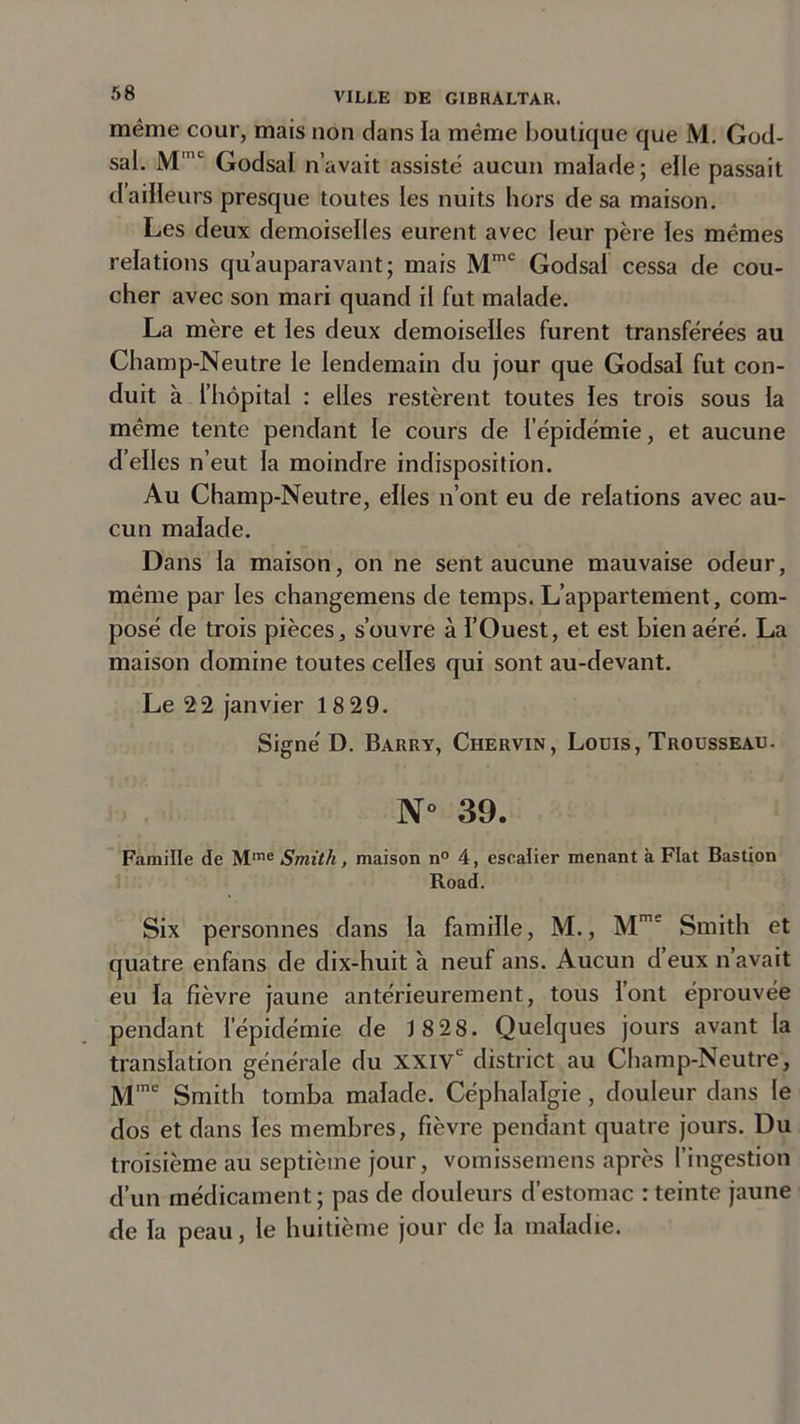 58 VILLE DE GIBRALTAR.
même cour, mais non dans la même boutique que M. God-
sal. Mme Godsal n'avait assisté aucun malade; elle passait
d'ailleurs presque toutes les nuits hors de sa maison.
Les deux demoiselles eurent avec leur père les mêmes
relations qu'auparavant; mais Mme Godsal cessa de cou-
cher avec son mari quand il fut malade.
La mère et les deux demoiselles furent transférées au
Champ-Neutre le lendemain du jour que Godsal fut con-
duit à l'hôpital : elles restèrent toutes les trois sous la
même tente pendant le cours de l'épidémie, et aucune
d'elles n'eut la moindre indisposition.
Au Champ-Neutre, elles n'ont eu de relations avec au-
cun malade.
Dans la maison, on ne sent aucune mauvaise odeur,
même par les changemens de temps. L'appartement, com-
posé de trois pièces, s'ouvre à l'Ouest, et est bien aéré. La
maison domine toutes celles qui sont au-devant.
Le 22 janvier 1829.
Signé D. Barry, Chervin, Louis, Trousseau.
N° 39.
Famille de Mme Smith, maison n° 4, escalier menant à Flat Bastion
Road.
Six personnes dans la famille, M., Mme Smith et
quatre enfans de dix-huit à neuf ans. Aucun d'eux n'avait
eu la fièvre jaune antérieurement, tous l'ont éprouvée
pendant l'épidémie de 1828. Quelques jours avant la
translation générale du XXIVe district au Champ-Neutre,
Mme Smith tomba malade. Céphalalgie, douleur dans le
dos et dans les membres, fièvre pendant quatre jours. Du
troisième au septième jour, vomissemens après l'ingestion
d'un médicament; pas de douleurs d'estomac : teinte jaune
de la peau, le huitième jour de la maladie.